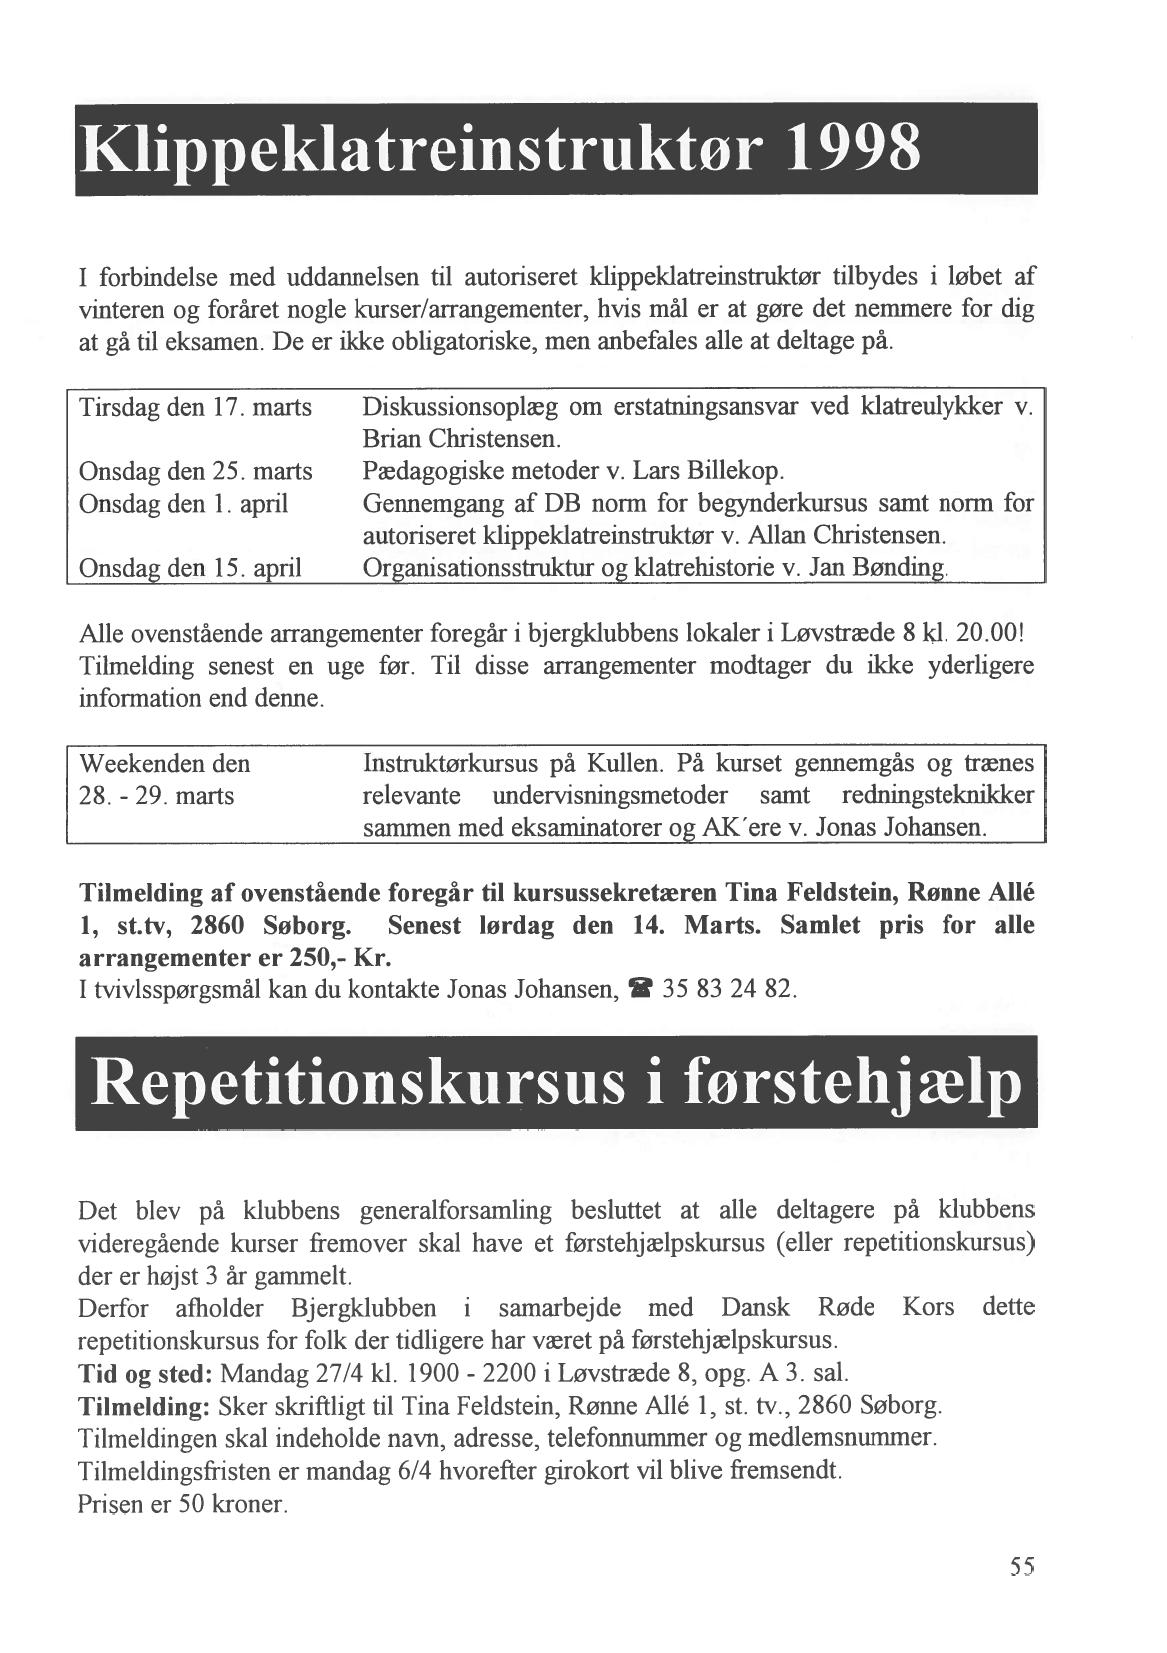 Klippeklatreinstruktør 1998
I forbindelse med uddannelsen til autoriseret klippeklatreinstruktør tilbydes i løbet af
vinteren og foråret nogle kurser/arrangementer, hvis mål er at gøre det nemmere for dig
at gå til eksamen. De er ikke obligatoriske, men anbefales alle at deltage på.
Tirsdag den 17. marts Diskussionsoplæg om erstatningsansvar ved klatreulykker v.
Brian Christensen.
Onsdag den 25. marts Pædagogiske metoder v. Lars Billekop.
Onsdag den 1. april Gennemgang af DB norm for begynderkursus samt norm for
autoriseret klippeklatreinstruktør v. Allan Christensen.
Onsdag den 15. april Organisationsstruktur og klatrehistorie v. Jan Bønding.
Alle ovenstående arrangementer foregår i bjergklubbens lokaler i Løvstræde 8 kl. 20.00!
Tilmelding senest en uge før. Til disse arrangementer modtager du ikke yderligere
information end denne.
Weekenden den Instruktørkursus på Kullen. På kurset gennemgås og trænes
28. - 29. marts relevante undervisningsmetoder samt redningsteknikker
sammen med eksaminatorer og AK´ere v. Jonas Johansen.
Tilmelding af ovenstående foregår til kursussekretæren Tina Feldstein, Rønne Allé
1, st.tv, 2860 Søborg. Senest lørdag den 14. Marts. Samlet pris for alle
arrangementer er 250,- Kr.
I tvivlsspørgsmål kan du kontakte Jonas Johansen, ☎ 35 83 24 82.
Repetitionskursus i førstehjælp
Det blev på klubbens generalforsamling besluttet at alle deltagere på klubbens
videregående kurser fremover skal have et førstehjælpskursus (eller repetitionskursus)
der er højst 3 år gammelt.
Derfor afholder Bjergklubben i samarbejde med Dansk Røde Kors dette
repetitionskursus for folk der tidligere har været på førstehjælpskursus.
Tid og sted: Mandag 27/4 kl. 1900 - 2200 i Løvstræde 8, opg. A 3. sal.
Tilmelding: Sker skriftligt til Tina Feldstein, Rønne Allé 1, st. tv., 2860 Søborg.
Tilmeldingen skal indeholde navn, adresse, telefonnummer og medlemsnummer.
Tilmeldingsfristen er mandag 6/4 hvorefter girokort vil blive fremsendt.
Prisen er 50 kroner.
55